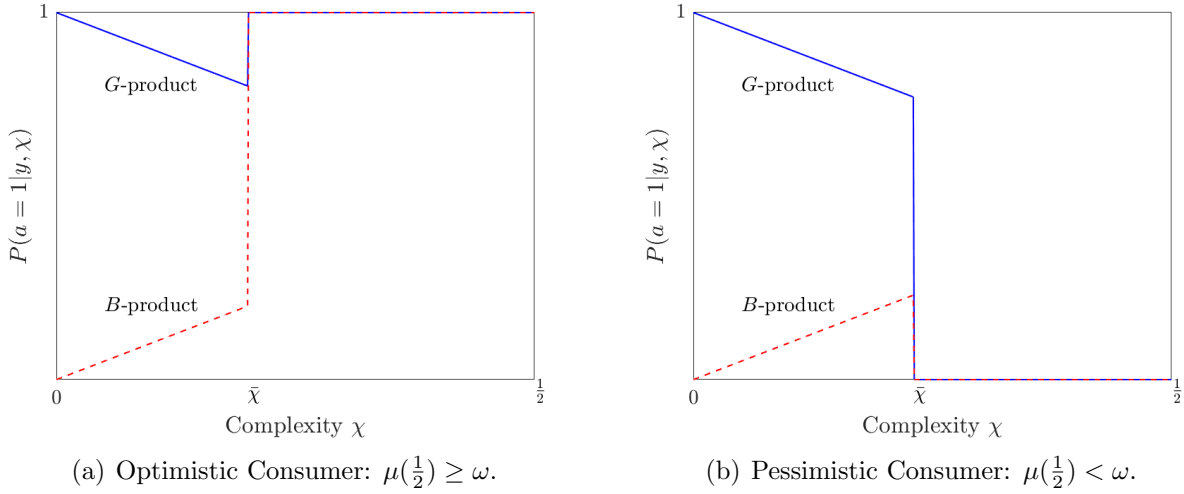 1
G-product
B-product
P(a = 1|y, χ)
0
χ̄
1/2
Complexity χ
(a) Optimistic Consumer: μ(1/2) ≥ ω.
1
G-product
B-product
P(a = 1|y, χ)
0
χ̄
1/2
Complexity χ
(b) Pessimistic Consumer: μ(1/2) < ω.